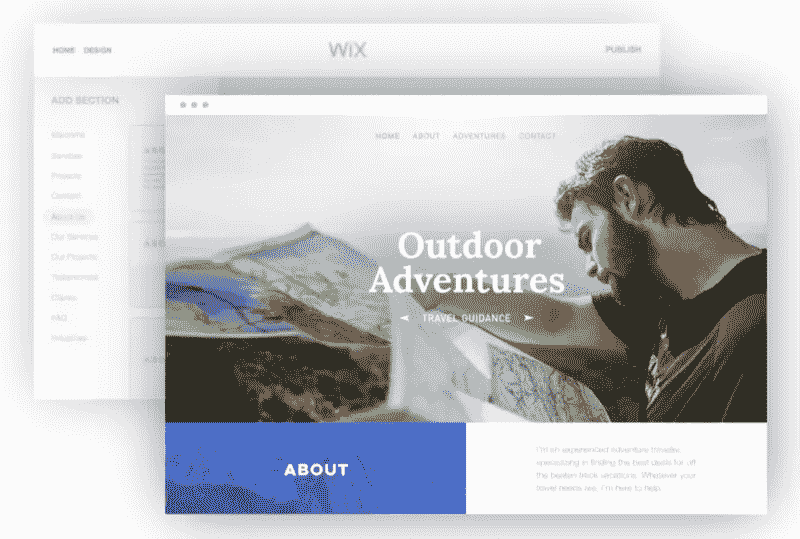 HOME DESIGN
WiX
PUBLISH
ADD SECTION
Welcome
Services
Projects
Contact
About Us
Our Services
Our Projects
Testimonials
Clients
FAQ
HOME ABOUT ADVENTURES CONTACT
Outdoor
Adventures
TRAVEL GUIDANCE
ABOUT
I'm an experienced Adventure Traveler,
specializing in finding the best deals for off
the beaten track vacations. Whatever your
travel needs are, I'm here to help